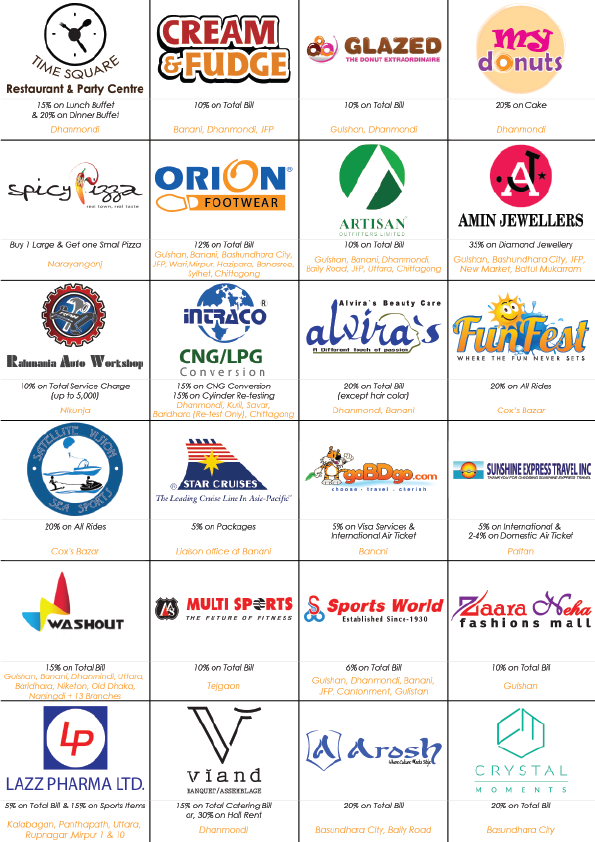 TIME SQUARE
Restaurant & Party Centre
15% on Lunch Buffet
& 20% on Dinner Buffet
Dhanmondi
CREAM
& FUDGE
10% on Total Bill
Banani, Dhanmondi, JFP
GLAZED
THE DONUT EXTRAORDINAIRE
10% on Total Bill
Gulshan, Dhanmondi
my
donuts
20% on Cake
Dhanmondi
spicy Pizza
real town, real taste
Buy 1 Large & Get one Small Pizza
Narayangonj
ORION®
FOOTWEAR
12% on Total Bill
Gulshan, Banani, Bashundhara City,
JFP, Wari, Mirpur, Hazipara, Banasree,
Sylhet, Chittagong
ARTISAN®
OUTFITTERS LIMITED
10% on Total Bill
Gulshan, Banani, Dhanmondi,
Baily Road, JFP, Uttara, Chittagong
AJ
AMIN JEWELLERS
35% on Diamond Jewellery
Gulshan, Bashundhara City, JFP,
New Market, Baitul Mukarram
Rahmania Auto Workshop
10% on Total Service Charge
(up to 5,000)
Nikunja
INTRACO®
CNG/LPG
Conversion
15% on CNG Conversion
15% on Cylinder Re-testing
Dhanmondi, Kuril, Savar,
Baridhara (Re-test Only), Chittagong
Alvira`s Beauty Care
alvira`s
A Different touch of passion
20% on Total Bill
(except hair color)
Dhanmondi, Banani
FunFest
WHERE THE FUN NEVER SETS
20% on All Rides
Cox's Bazar
SATELLITE VISION
SEA SPORTS
20% on All Rides
Cox's Bazar
® STAR CRUISES
The Leading Cruise Line In Asia-Pacific
5% on Packages
Liaison office at Banani
goBDgo.com
choose · travel · cherish
5% on Visa Services &
International Air Ticket
Banani
SUNSHINE EXPRESS TRAVEL INC
THANK YOU FOR CHOOSING SUNSHINE EXPRESS TRAVEL
5% on International &
2-4% on Domestic Air Ticket
Paltan
WASHOUT
15% on Total Bill
Gulshan, Banani, Dhanmindi, Uttara,
Baridhara, Niketon, Old Dhaka,
Narsingdi + 13 Branches
MULTI SPORTS
THE FUTURE OF FITNESS
10% on Total Bill
Tejgaon
Sports World
Established Since-1930
6% on Total Bill
Gulshan, Dhanmondi, Banani,
JFP, Cantonment, Gulistan
Zaara Neha
fashions mall
10% on Total Bill
Gulshan
LP
LAZZ PHARMA LTD.
5% on Total Bill & 15% on Sports Items
Kalabagan, Panthapath, Uttara,
Rupnagar ,Mirpur 1 & 10
viand
BANQUET/ASSEMBLAGE
15% on Total Catering Bill
or, 30% on Hall Rent
Dhanmondi
A Arosh
20% on Total Bill
Basundhara City, Baily Road
CRYSTAL
MOMENTS
20% on Total Bill
Basundhara City